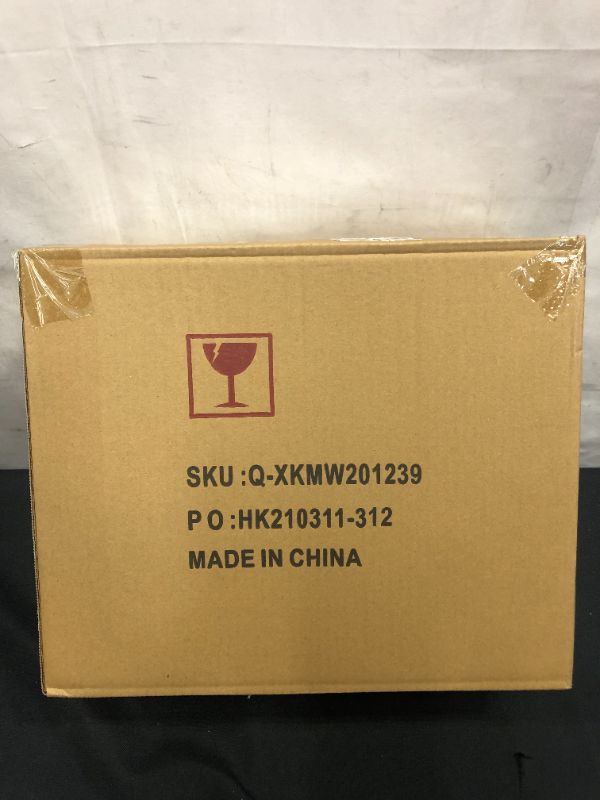 SKU :Q-XKMW201239
P O :HK210311-312
MADE IN CHINA